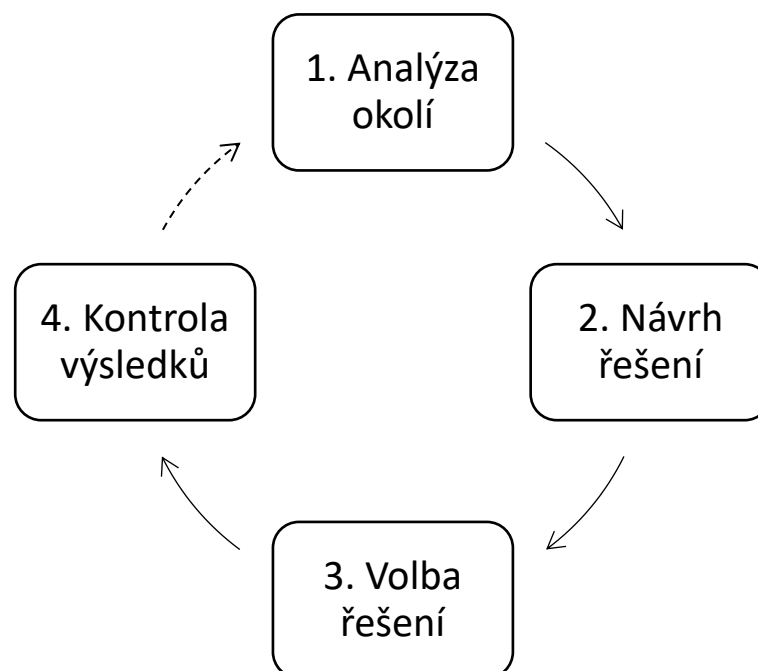 1. Analýza
okolí
2. Návrh
řešení
3. Volba
řešení
4. Kontrola
výsledků